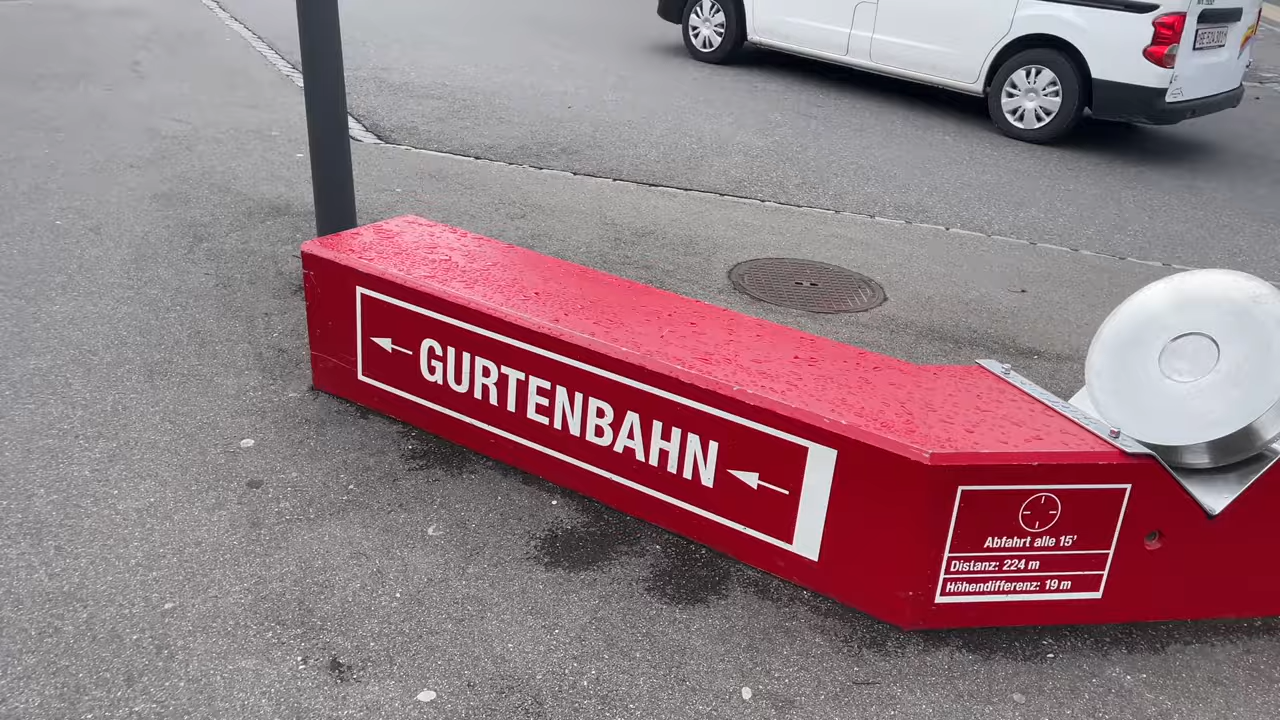 GURTENBAHN
Abfahrt alle 15'
Distanz: 224 m
Höhendifferenz: 19 m